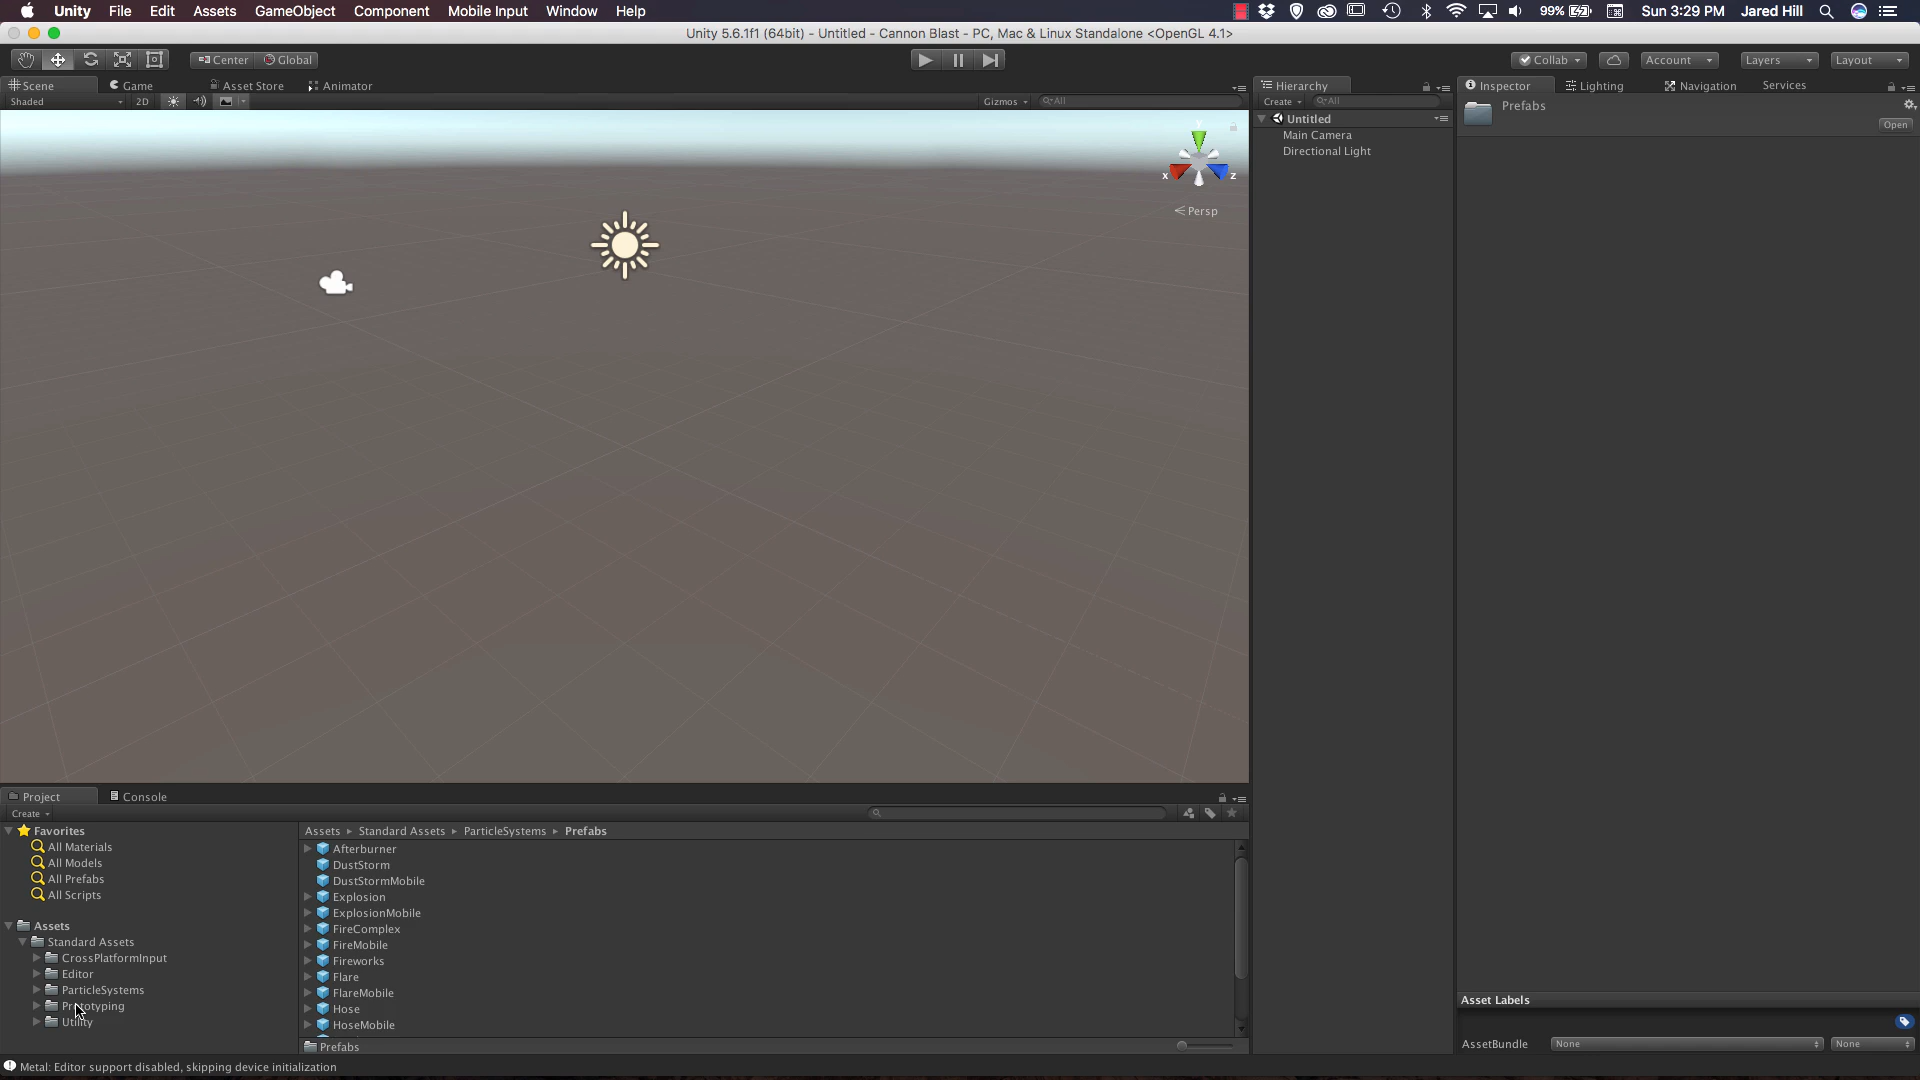 Unity File Edit Assets GameObject Component Mobile Input Window Help 99% Sun 3:29 PM Jared Hill
Unity 5.6.1f1 (64bit) - Untitled - Cannon Blast - PC, Mac & Linux Standalone <OpenGL 4.1>
Center Global Collab Account Layers Layout
Scene Game Asset Store Animator Hierarchy Inspector Lighting Navigation Services
Shaded 2D Gizmos All Create All Prefabs
Open
Untitled
Main Camera
Directional Light
y
x z
Persp
Project Console
Create
Favorites
All Materials
All Models
All Prefabs
All Scripts
Assets
Standard Assets
CrossPlatformInput
Editor
ParticleSystems
Prototyping
Utility
Assets Standard Assets ParticleSystems Prefabs
Afterburner
DustStorm
DustStormMobile
Explosion
ExplosionMobile
FireComplex
FireMobile
Fireworks
Flare
FlareMobile
Hose
HoseMobile
Prefabs
Asset Labels
AssetBundle None None
Metal: Editor support disabled, skipping device initialization